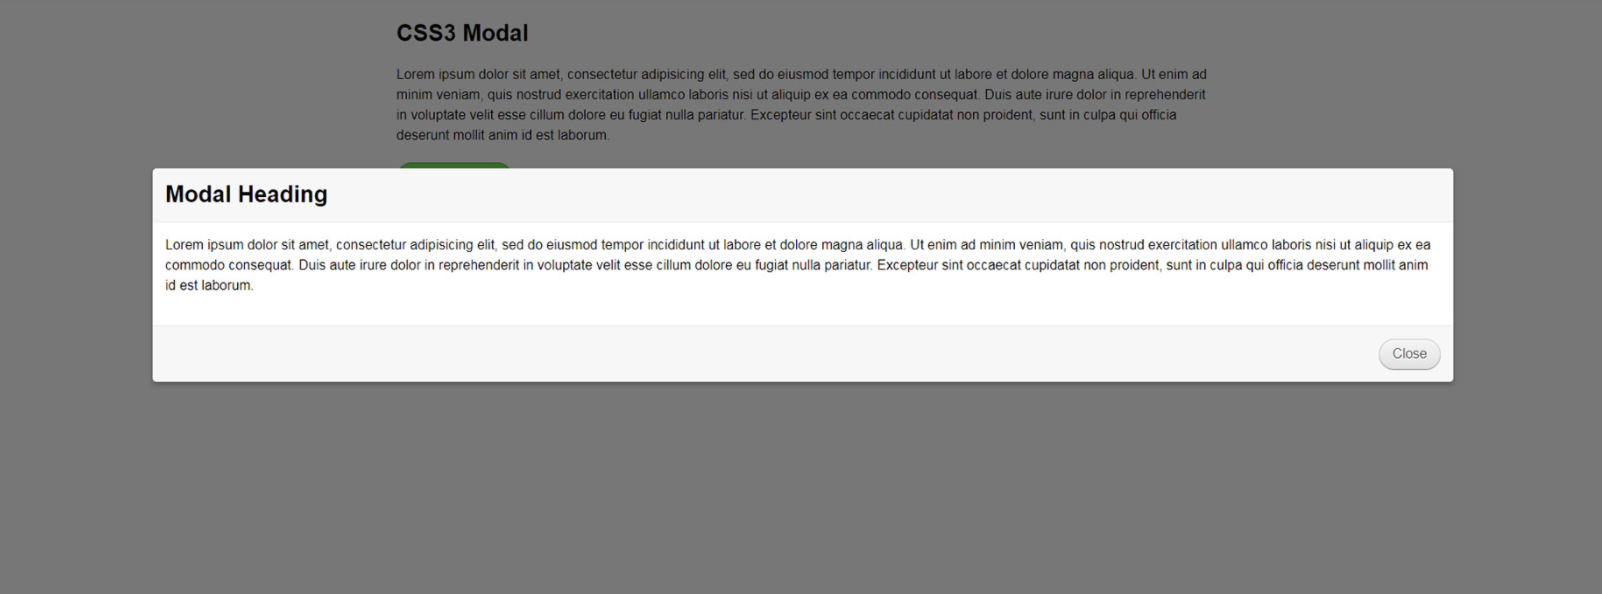 CSS3 Modal
Lorem ipsum dolor sit amet, consectetur adipisicing elit, sed do eiusmod tempor incididunt ut labore et dolore magna aliqua. Ut enim ad
minim veniam, quis nostrud exercitation ullamco laboris nisi ut aliquip ex ea commodo consequat. Duis aute irure dolor in reprehenderit
in voluptate velit esse cillum dolore eu fugiat nulla pariatur. Excepteur sint occaecat cupidatat non proident, sunt in culpa qui officia
deserunt mollit anim id est laborum.
Modal Heading
Lorem ipsum dolor sit amet, consectetur adipisicing elit, sed do eiusmod tempor incididunt ut labore et dolore magna aliqua. Ut enim ad minim veniam, quis nostrud exercitation ullamco laboris nisi ut aliquip ex ea
commodo consequat. Duis aute irure dolor in reprehenderit in voluptate velit esse cillum dolore eu fugiat nulla pariatur. Excepteur sint occaecat cupidatat non proident, sunt in culpa qui officia deserunt mollit anim
id est laborum.
Close